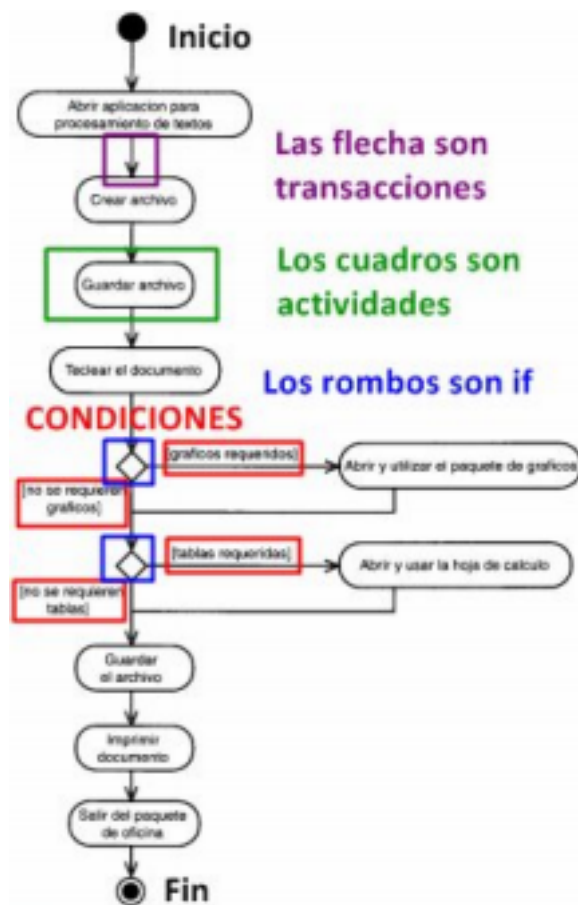 Inicio
Abrir aplicacion para
procesamiento de textos
Las flecha son
transacciones
Crear archivo
Los cuadros son
actividades
Guardar archivo
Teclear el documento
Los rombos son if
CONDICIONES
[graficos requeridos]
Abrir y utilizar el paquete de graficos
[no se requieren
graficos]
[tablas requeridas]
Abrir y usar la hoja de calculo
[no se requieren
tablas]
Guardar
el archivo
Imprimir
documento
Salir del paquete
de oficina
Fin